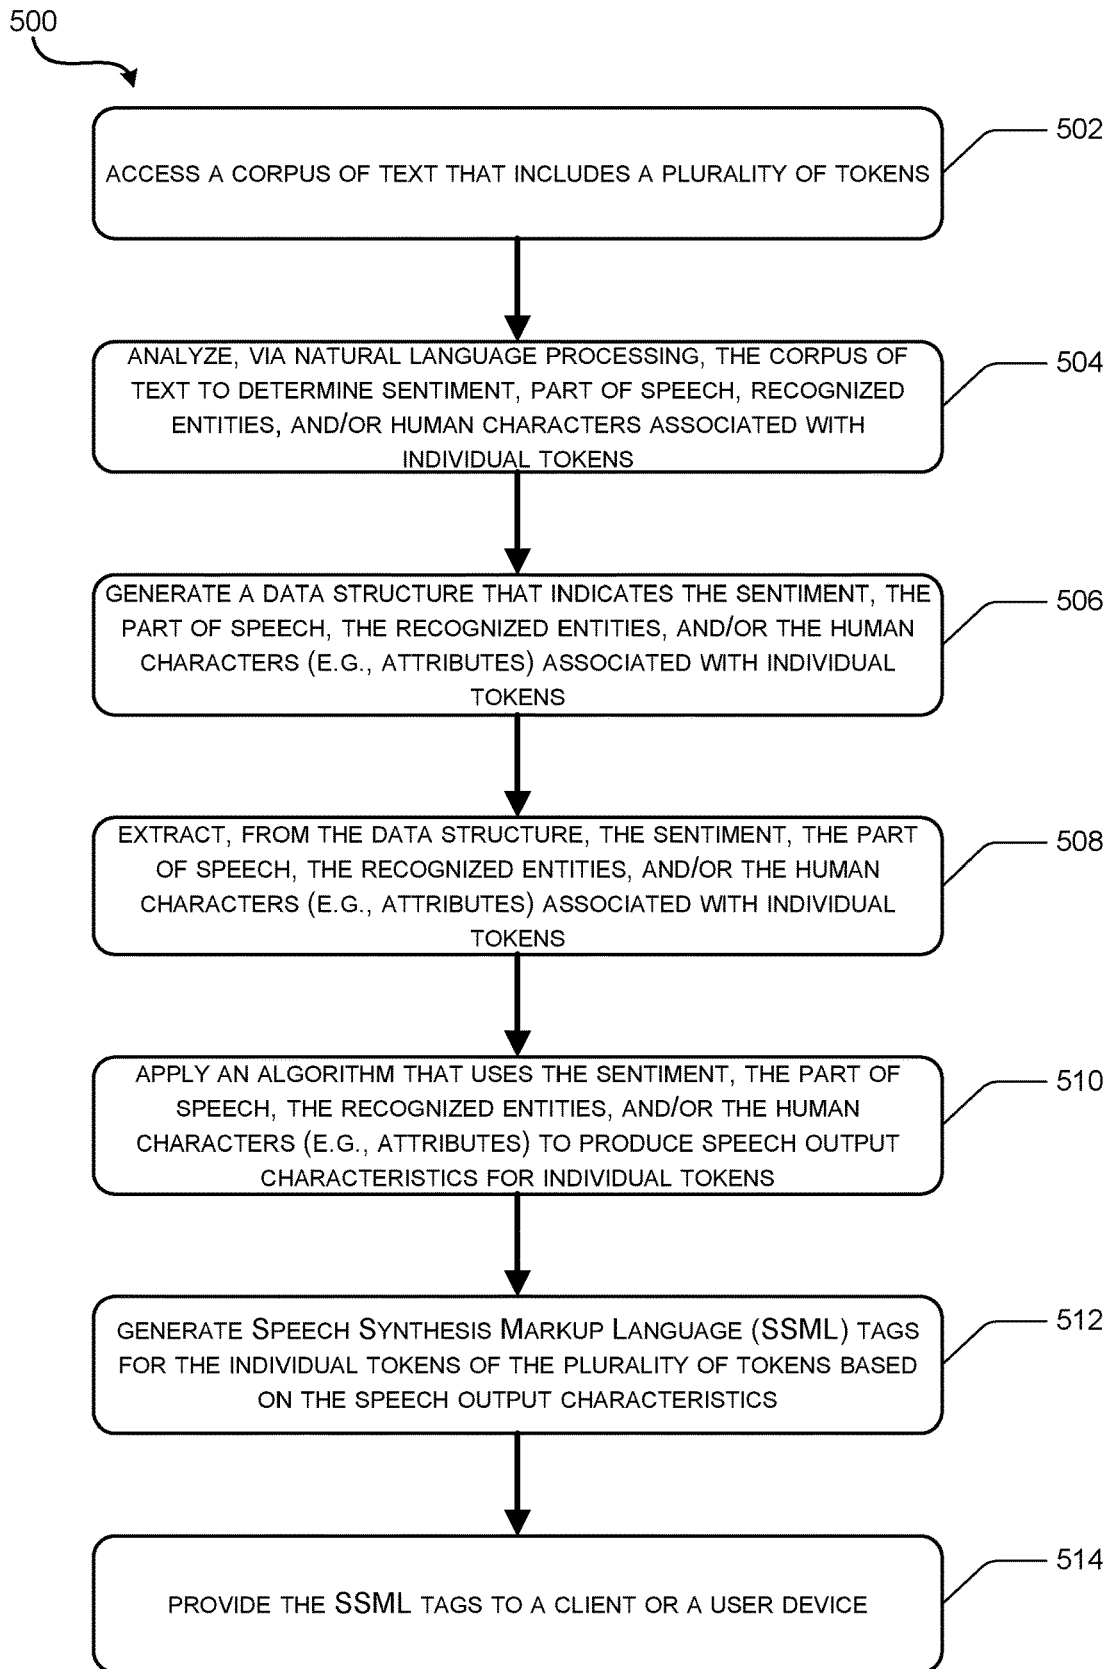 500
502
ACCESS A CORPUS OF TEXT THAT INCLUDES A PLURALITY OF TOKENS
504
ANALYZE, VIA NATURAL LANGUAGE PROCESSING, THE CORPUS OF
TEXT TO DETERMINE SENTIMENT, PART OF SPEECH, RECOGNIZED
ENTITIES, AND/OR HUMAN CHARACTERS ASSOCIATED WITH
INDIVIDUAL TOKENS
506
GENERATE A DATA STRUCTURE THAT INDICATES THE SENTIMENT, THE
PART OF SPEECH, THE RECOGNIZED ENTITIES, AND/OR THE HUMAN
CHARACTERS (E.G., ATTRIBUTES) ASSOCIATED WITH INDIVIDUAL
TOKENS
508
EXTRACT, FROM THE DATA STRUCTURE, THE SENTIMENT, THE PART
OF SPEECH, THE RECOGNIZED ENTITIES, AND/OR THE HUMAN
CHARACTERS (E.G., ATTRIBUTES) ASSOCIATED WITH INDIVIDUAL
TOKENS
510
APPLY AN ALGORITHM THAT USES THE SENTIMENT, THE PART OF
SPEECH, THE RECOGNIZED ENTITIES, AND/OR THE HUMAN
CHARACTERS (E.G., ATTRIBUTES) TO PRODUCE SPEECH OUTPUT
CHARACTERISTICS FOR INDIVIDUAL TOKENS
512
GENERATE SPEECH SYNTHESIS MARKUP LANGUAGE (SSML) TAGS
FOR THE INDIVIDUAL TOKENS OF THE PLURALITY OF TOKENS BASED
ON THE SPEECH OUTPUT CHARACTERISTICS
514
PROVIDE THE SSML TAGS TO A CLIENT OR A USER DEVICE